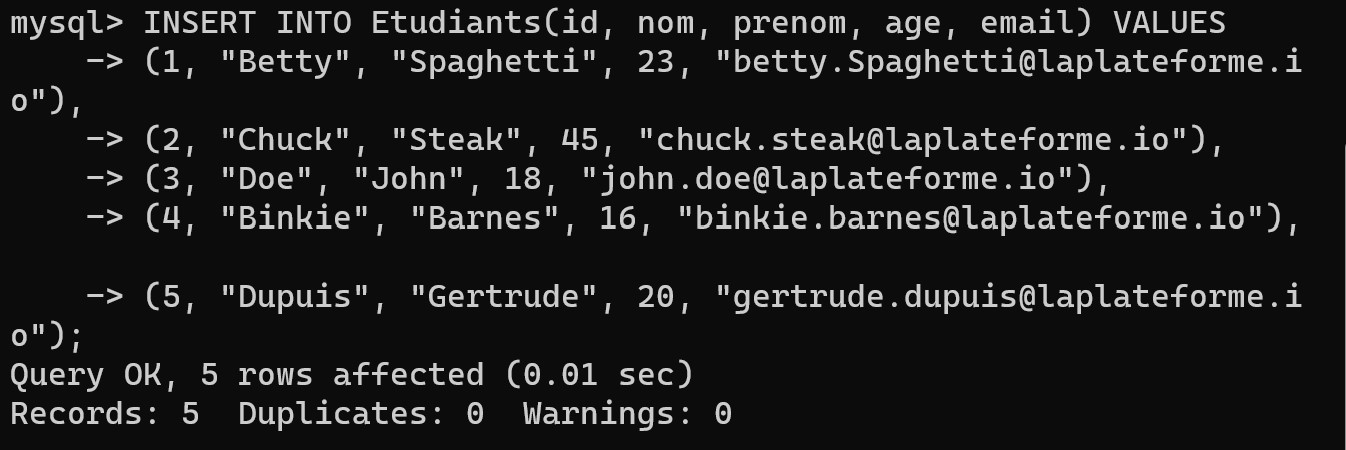 mysql> INSERT INTO Etudiants(id, nom, prenom, age, email) VALUES
    -> (1, "Betty", "Spaghetti", 23, "betty.Spaghetti@laplateforme.i
o"),
    -> (2, "Chuck", "Steak", 45, "chuck.steak@laplateforme.io"),
    -> (3, "Doe", "John", 18, "john.doe@laplateforme.io"),
    -> (4, "Binkie", "Barnes", 16, "binkie.barnes@laplateforme.io"),
    -> (5, "Dupuis", "Gertrude", 20, "gertrude.dupuis@laplateforme.i
o");
Query OK, 5 rows affected (0.01 sec)
Records: 5  Duplicates: 0  Warnings: 0